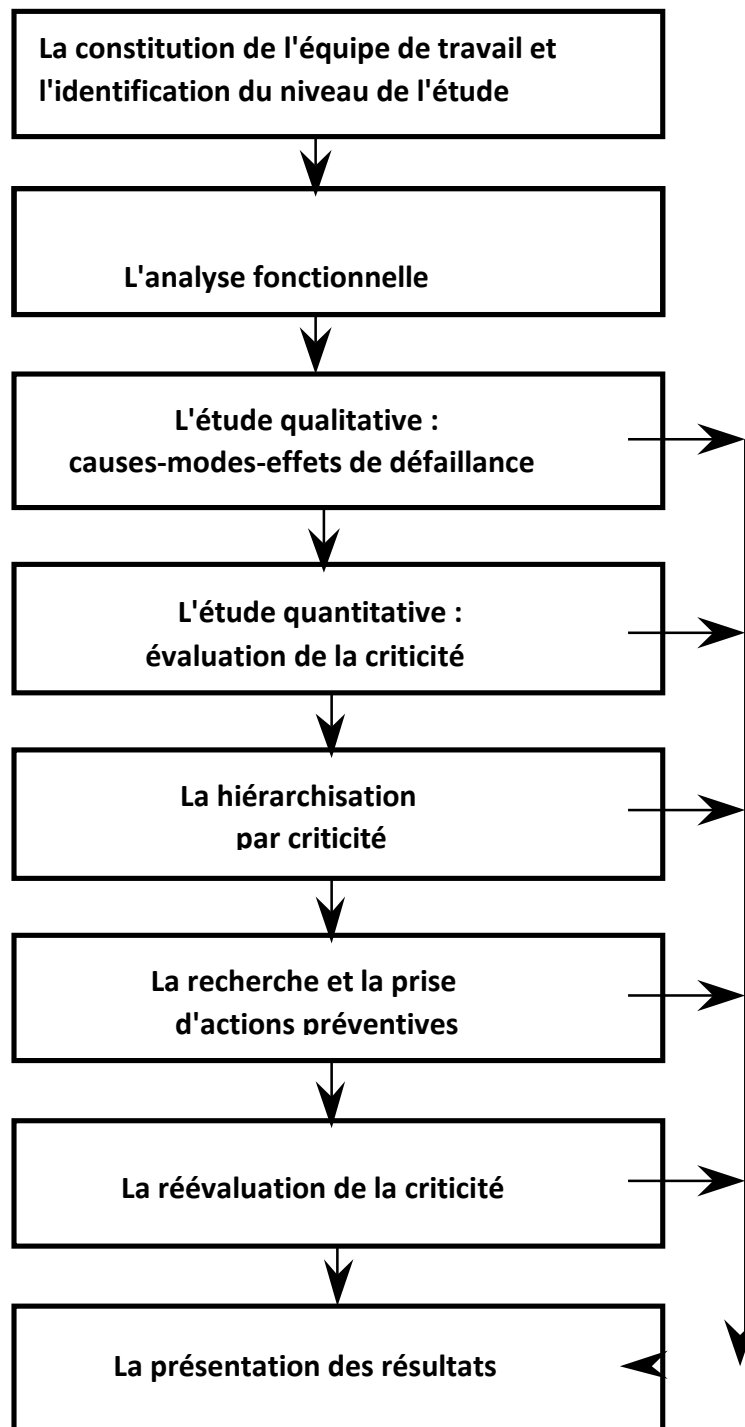 La constitution de l'équipe de travail et
l'identification du niveau de l'étude
L'analyse fonctionnelle
L'étude qualitative :
causes-modes-effets de défaillance
L'étude quantitative :
évaluation de la criticité
La hiérarchisation
par criticité
La recherche et la prise
d'actions préventives
La réévaluation de la criticité
La présentation des résultats